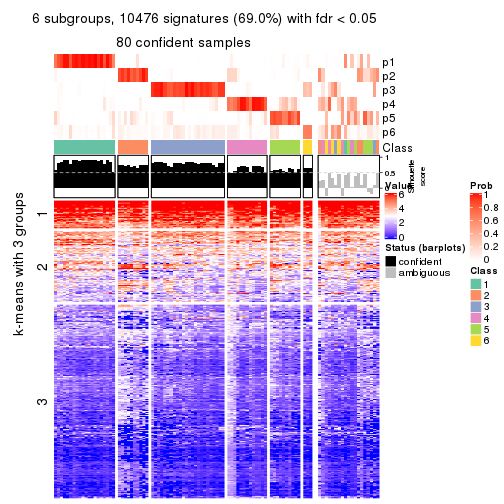 6 subgroups, 10476 signatures (69.0%) with fdr < 0.05
80 confident samples
p1
p2
p3
p4
p5
p6
Class
1
0.5
0
Silhouette
score
k-means with 3 groups
1
2
3
Value
6
4
2
0
Status (barplots)
confident
ambiguous
Prob
1
0.8
0.6
0.4
0.2
0
Class
1
2
3
4
5
6